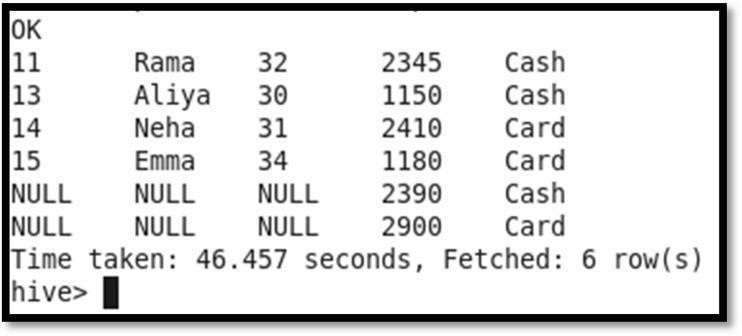 OK
11 Rama 32 2345 Cash
13 Aliya 30 1150 Cash
14 Neha 31 2410 Card
15 Emma 34 1180 Card
NULL NULL NULL 2390 Cash
NULL NULL NULL 2900 Card
Time taken: 46.457 seconds, Fetched: 6 row(s)
hive>